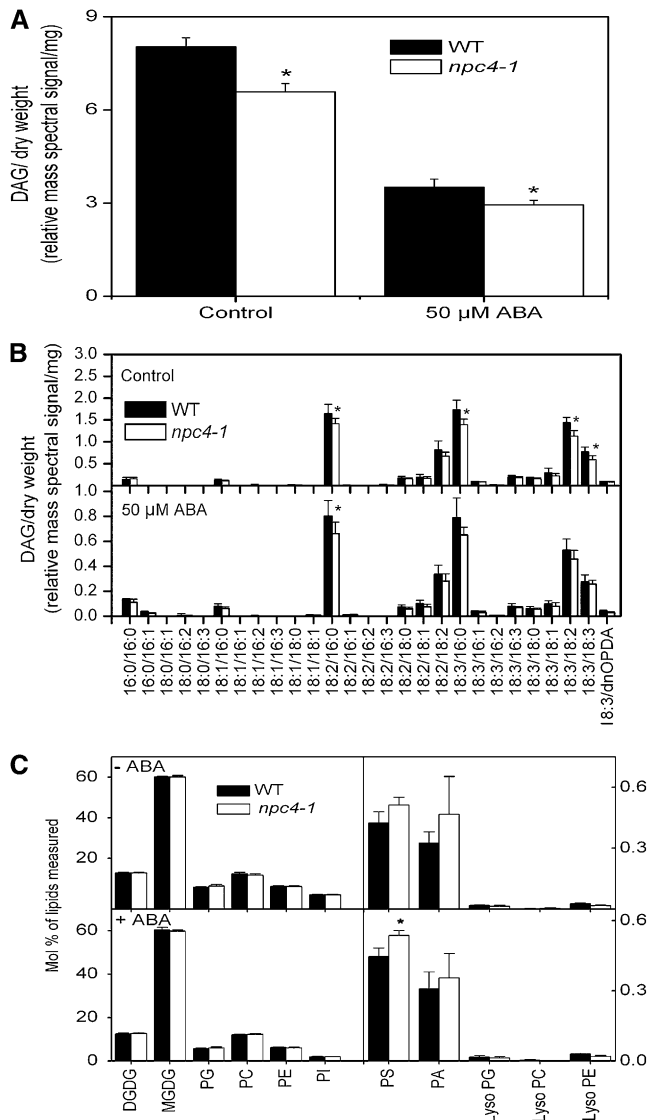 A
DAG/ dry weight
(relative mass spectral signal/mg)
9
6
3
0
WT
npc4-1
*
*
Control
50 µM ABA
B
DAG/dry weight
(relative mass spectral signal/mg)
3.0
2.5
2.0
1.5
1.0
0.5
0.0
Control
WT
npc4-1
*
*
*
*
1.0
0.8
0.6
0.4
0.2
0.0
50 µM ABA
*
16:0/16:0
16:0/16:1
18:0/16:1
18:0/16:2
18:0/16:3
18:1/16:0
18:1/16:1
18:1/16:2
18:1/16:3
18:1/18:0
18:1/18:1
18:2/16:0
18:2/16:1
18:2/16:2
18:2/16:3
18:2/18:0
18:2/18:1
18:2/18:2
18:3/16:0
18:3/16:1
18:3/16:2
18:3/16:3
18:3/18:0
18:3/18:1
18:3/18:2
18:3/18:3
18:3/dnOPDA
C
Mol % of lipids measured
- ABA
WT
npc4-1
60
40
20
0.6
0.3
+ ABA
*
60
40
20
0
0.6
0.3
0.0
DGDG
MGDG
PG
PC
PE
PI
PS
PA
Lyso PG
Lyso PC
Lyso PE